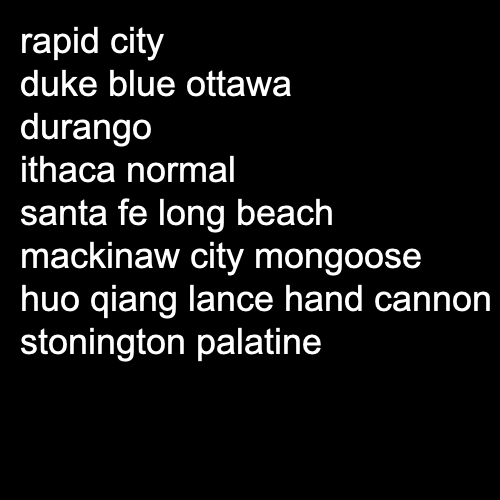 rapid city
duke blue ottawa
durango
ithaca normal
santa fe long beach
mackinaw city mongoose
huo qiang lance hand cannon
stonington palatine